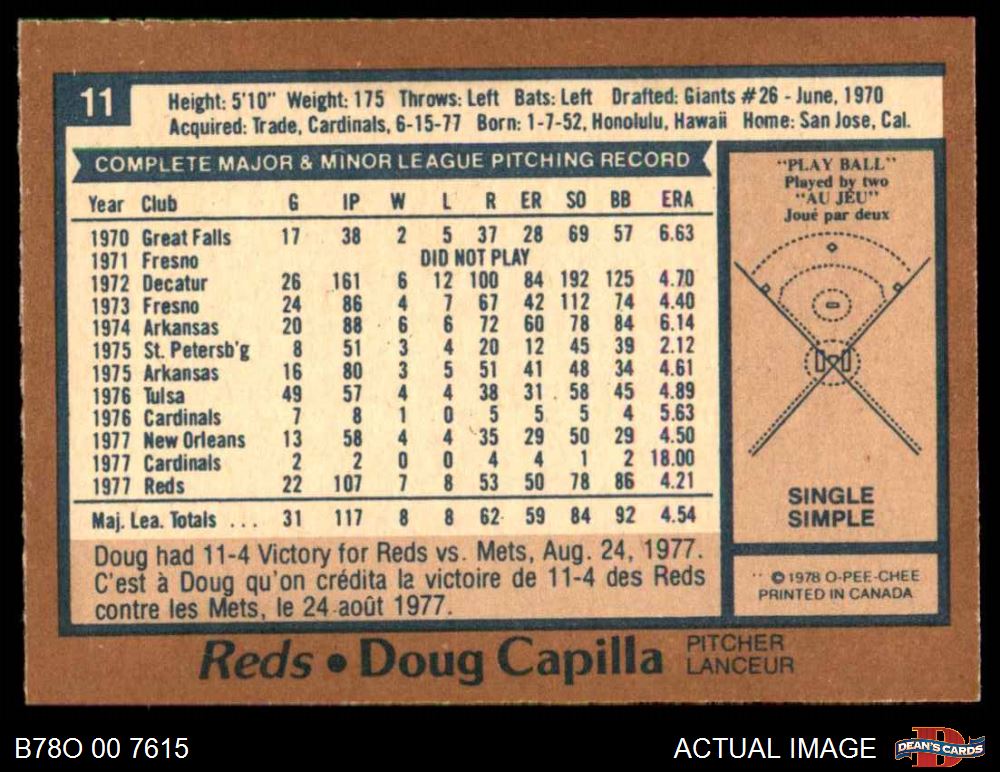 11
Height: 5'10" Weight: 175 Throws: Left Bats: Left Drafted: Giants #26 - June, 1970
Acquired: Trade, Cardinals, 6-15-77 Born: 1-7-52, Honolulu, Hawaii Home: San Jose, Cal.
COMPLETE MAJOR & MINOR LEAGUE PITCHING RECORD
Year Club G IP W L R ER SO BB ERA
1970 Great Falls 17 38 2 5 37 28 69 57 6.63
1971 Fresno DID NOT PLAY
1972 Decatur 26 161 6 12 100 84 192 125 4.70
1973 Fresno 24 86 4 7 67 42 112 74 4.40
1974 Arkansas 20 88 6 6 72 60 78 84 6.14
1975 St. Petersb'g 8 51 3 4 20 12 45 39 2.12
1975 Arkansas 16 80 3 5 51 41 48 34 4.61
1976 Tulsa 49 57 4 4 38 31 58 45 4.89
1976 Cardinals 7 8 1 0 5 5 5 4 5.63
1977 New Orleans 13 58 4 4 35 29 50 29 4.50
1977 Cardinals 2 2 0 0 4 4 1 2 18.00
1977 Reds 22 107 7 8 53 50 78 86 4.21
Maj. Lea. Totals ... 31 117 8 8 62 59 84 92 4.54
Doug had 11-4 Victory for Reds vs. Mets, Aug. 24, 1977.
C'est à Doug qu'on crédita la victoire de 11-4 des Reds
contre les Mets, le 24 août 1977.
"PLAY BALL"
Played by two
"AU JEU"
Joué par deux
SINGLE
SIMPLE
© 1978 O-PEE-CHEE
PRINTED IN CANADA
Reds • Doug Capilla PITCHER
LANCEUR
B78O 00 7615
ACTUAL IMAGE
D
DEAN'S CARDS